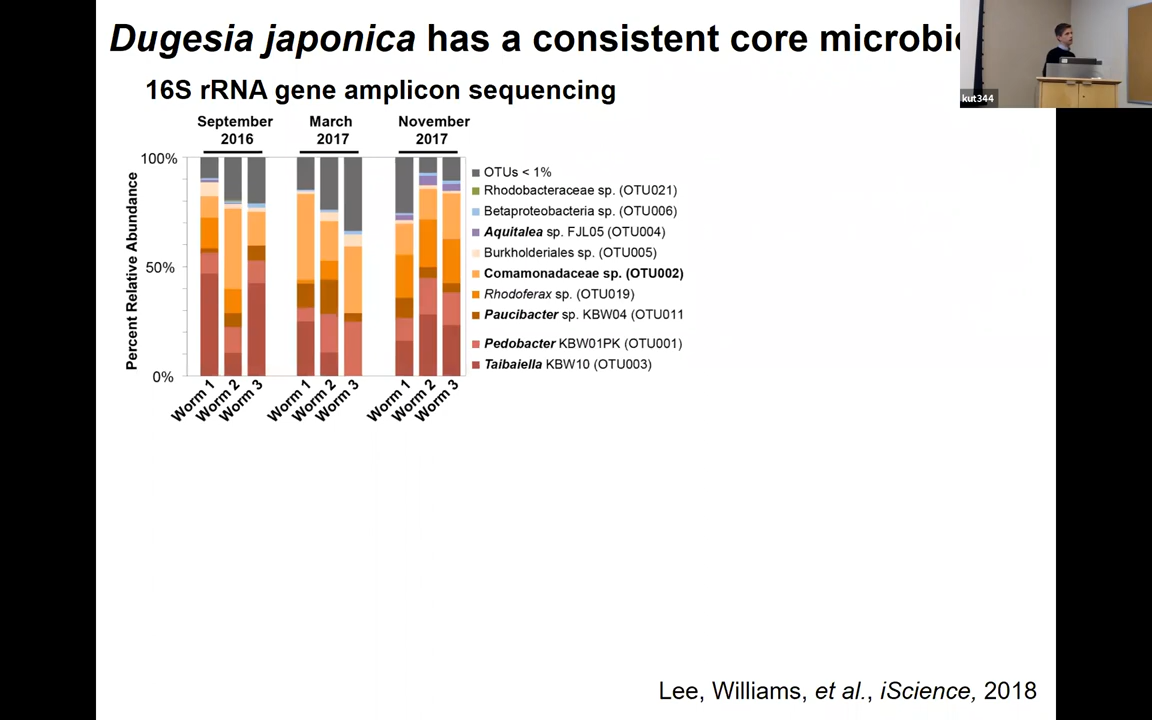 Dugesia japonica has a consistent core microbi
kut344
16S rRNA gene amplicon sequencing
September 2016
March 2017
November 2017
Percent Relative Abundance
100%
50%
0%
Worm 1
Worm 2
Worm 3
Worm 1
Worm 2
Worm 3
Worm 1
Worm 2
Worm 3
OTUs < 1%
Rhodobacteraceae sp. (OTU021)
Betaproteobacteria sp. (OTU006)
Aquitalea sp. FJL05 (OTU004)
Burkholderiales sp. (OTU005)
Comamonadaceae sp. (OTU002)
Rhodoferax sp. (OTU019)
Paucibacter sp. KBW04 (OTU011
Pedobacter KBW01PK (OTU001)
Taibaiella KBW10 (OTU003)
Lee, Williams, et al., iScience, 2018